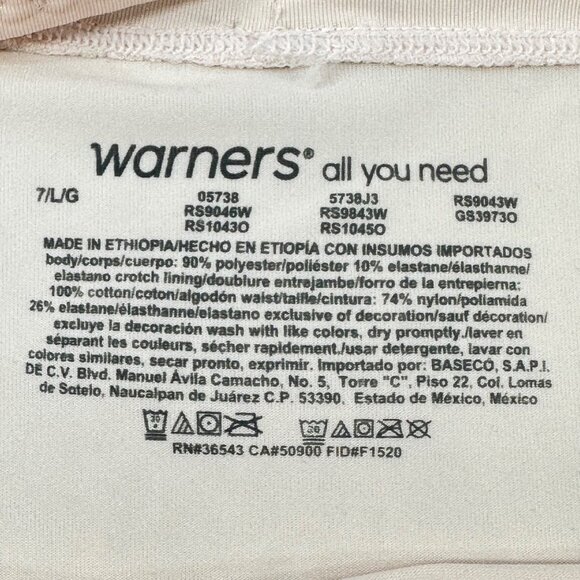 warners® all you need
7/L/G 05738 5738J3 RS9043W
RS9046W RS9843W GS3973O
RS1043O RS1045O
MADE IN ETHIOPIA/HECHO EN ETIOPÍA CON INSUMOS IMPORTADOS
body/corps/cuerpo: 90% polyester/poliéster 10% elastane/élasthanne/
elastano crotch lining/doublure entrejambe/forro de la entrepierna:
100% cotton/coton/algodón waist/taille/cintura: 74% nylon/poliamida
26% elastane/élasthanne/elastano exclusive of decoration/sauf décoration/
excluye la decoración wash with like colors, dry promptly./laver en
séparant les couleurs, sécher rapidement./usar detergente, lavar con
colores similares, secar pronto, exprimir. Importado por: BASECO, S.A.P.I.
DE C.V. Blvd. Manuel Ávila Camacho, No. 5, Torre "C", Piso 22, Col. Lomas
de Sotelo, Naucalpan de Juárez C.P. 53390, Estado de México, México
30 30
RN#36543 CA#50900 FID#F1520